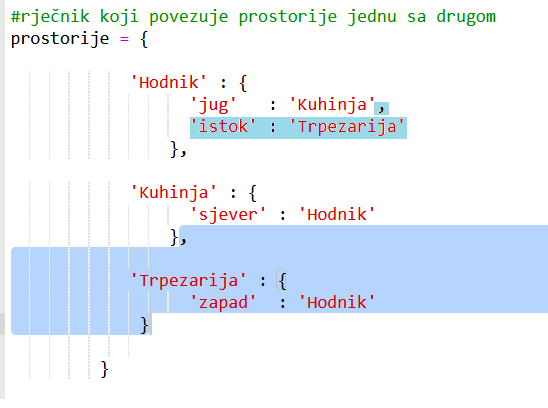 #rječnik koji povezuje prostorije jednu sa drugom
prostorije = {
'Hodnik' : {
'jug' : 'Kuhinja',
'istok' : 'Trpezarija'
},
'Kuhinja' : {
'sjever' : 'Hodnik'
},
'Trpezarija' : {
'zapad' : 'Hodnik'
}
}